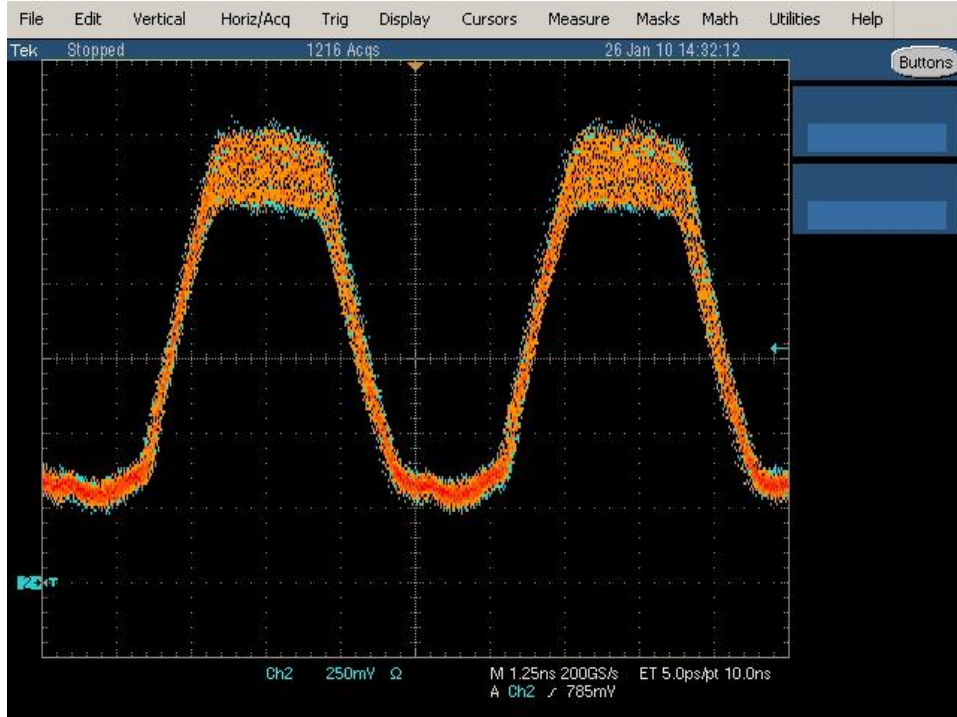 File Edit Vertical Horiz/Acq Trig Display Cursors Measure Masks Math Utilities Help
Tek Stopped 1216 Acqs 26 Jan 10 14:32:12
Buttons
2 T
Ch2 250mV Ω M 1.25ns 200GS/s ET 5.0ps/pt 10.0ns
A Ch2 785mV